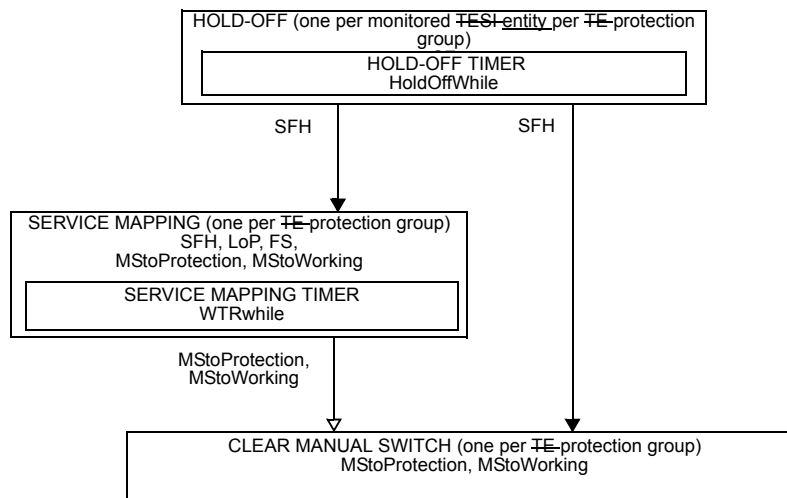 HOLD-OFF (one per monitored TESI entity per TE-protection
group)
HOLD-OFF TIMER
HoldOffWhile
SFH
SFH
SERVICE MAPPING (one per TE-protection group)
SFH, LoP, FS,
MStoProtection, MStoWorking
SERVICE MAPPING TIMER
WTRwhile
MStoProtection,
MStoWorking
CLEAR MANUAL SWITCH (one per TE-protection group)
MStoProtection, MStoWorking